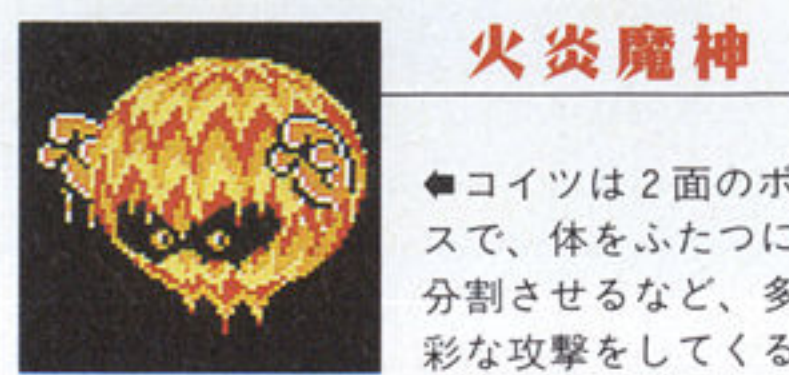 火炎魔神
⬅コイツは2面のボ
スで、体をふたつに
分割させるなど、多
彩な攻撃をしてくる